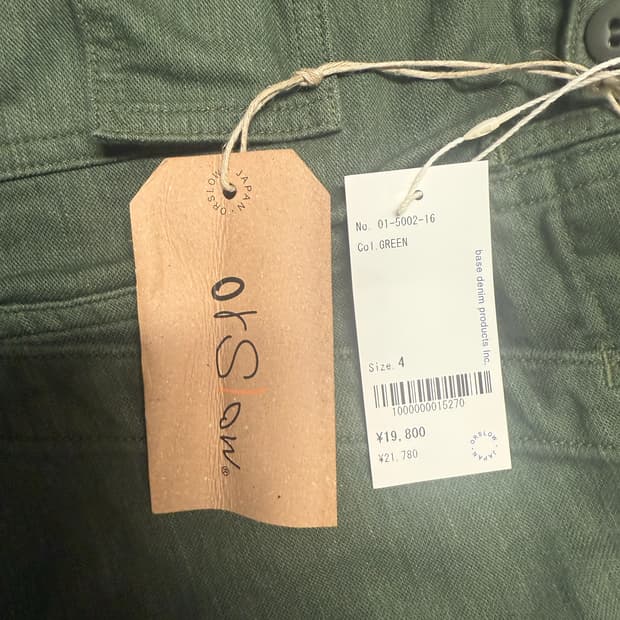 JAPAN · ORSLOW
orSlow®
No. 01-5002-16
Col. GREEN
base denim products Inc.
Size. 4
1000000015270
¥19,800
¥21,780
ORSLOW · JAPAN ·